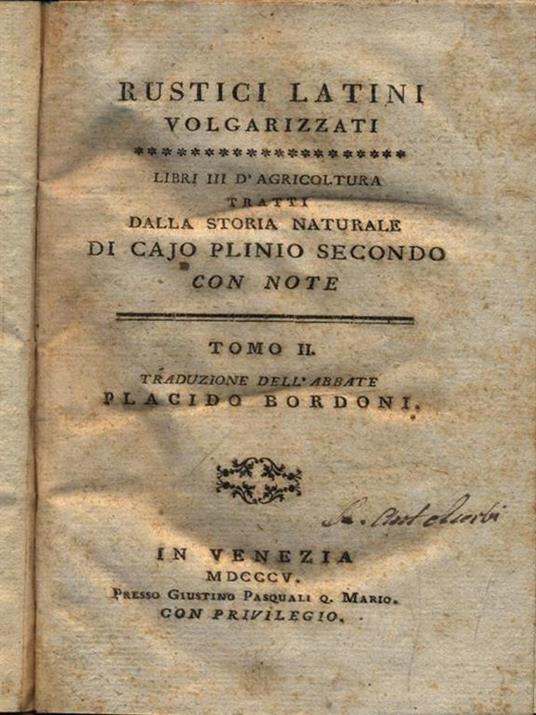 RUSTICI LATINI
VOLGARIZZATI
LIBRI III D'AGRICOLTURA
TRATTI
DALLA STORIA NATURALE
DI CAJO PLINIO SECONDO
CON NOTE
TOMO II.
TRADUZIONE DELL'ABBATE
PLACIDO BORDONI.
IN VENEZIA
MDCCCV.
PRESSO GIUSTINO PASQUALI Q. MARIO.
CON PRIVILEGIO.